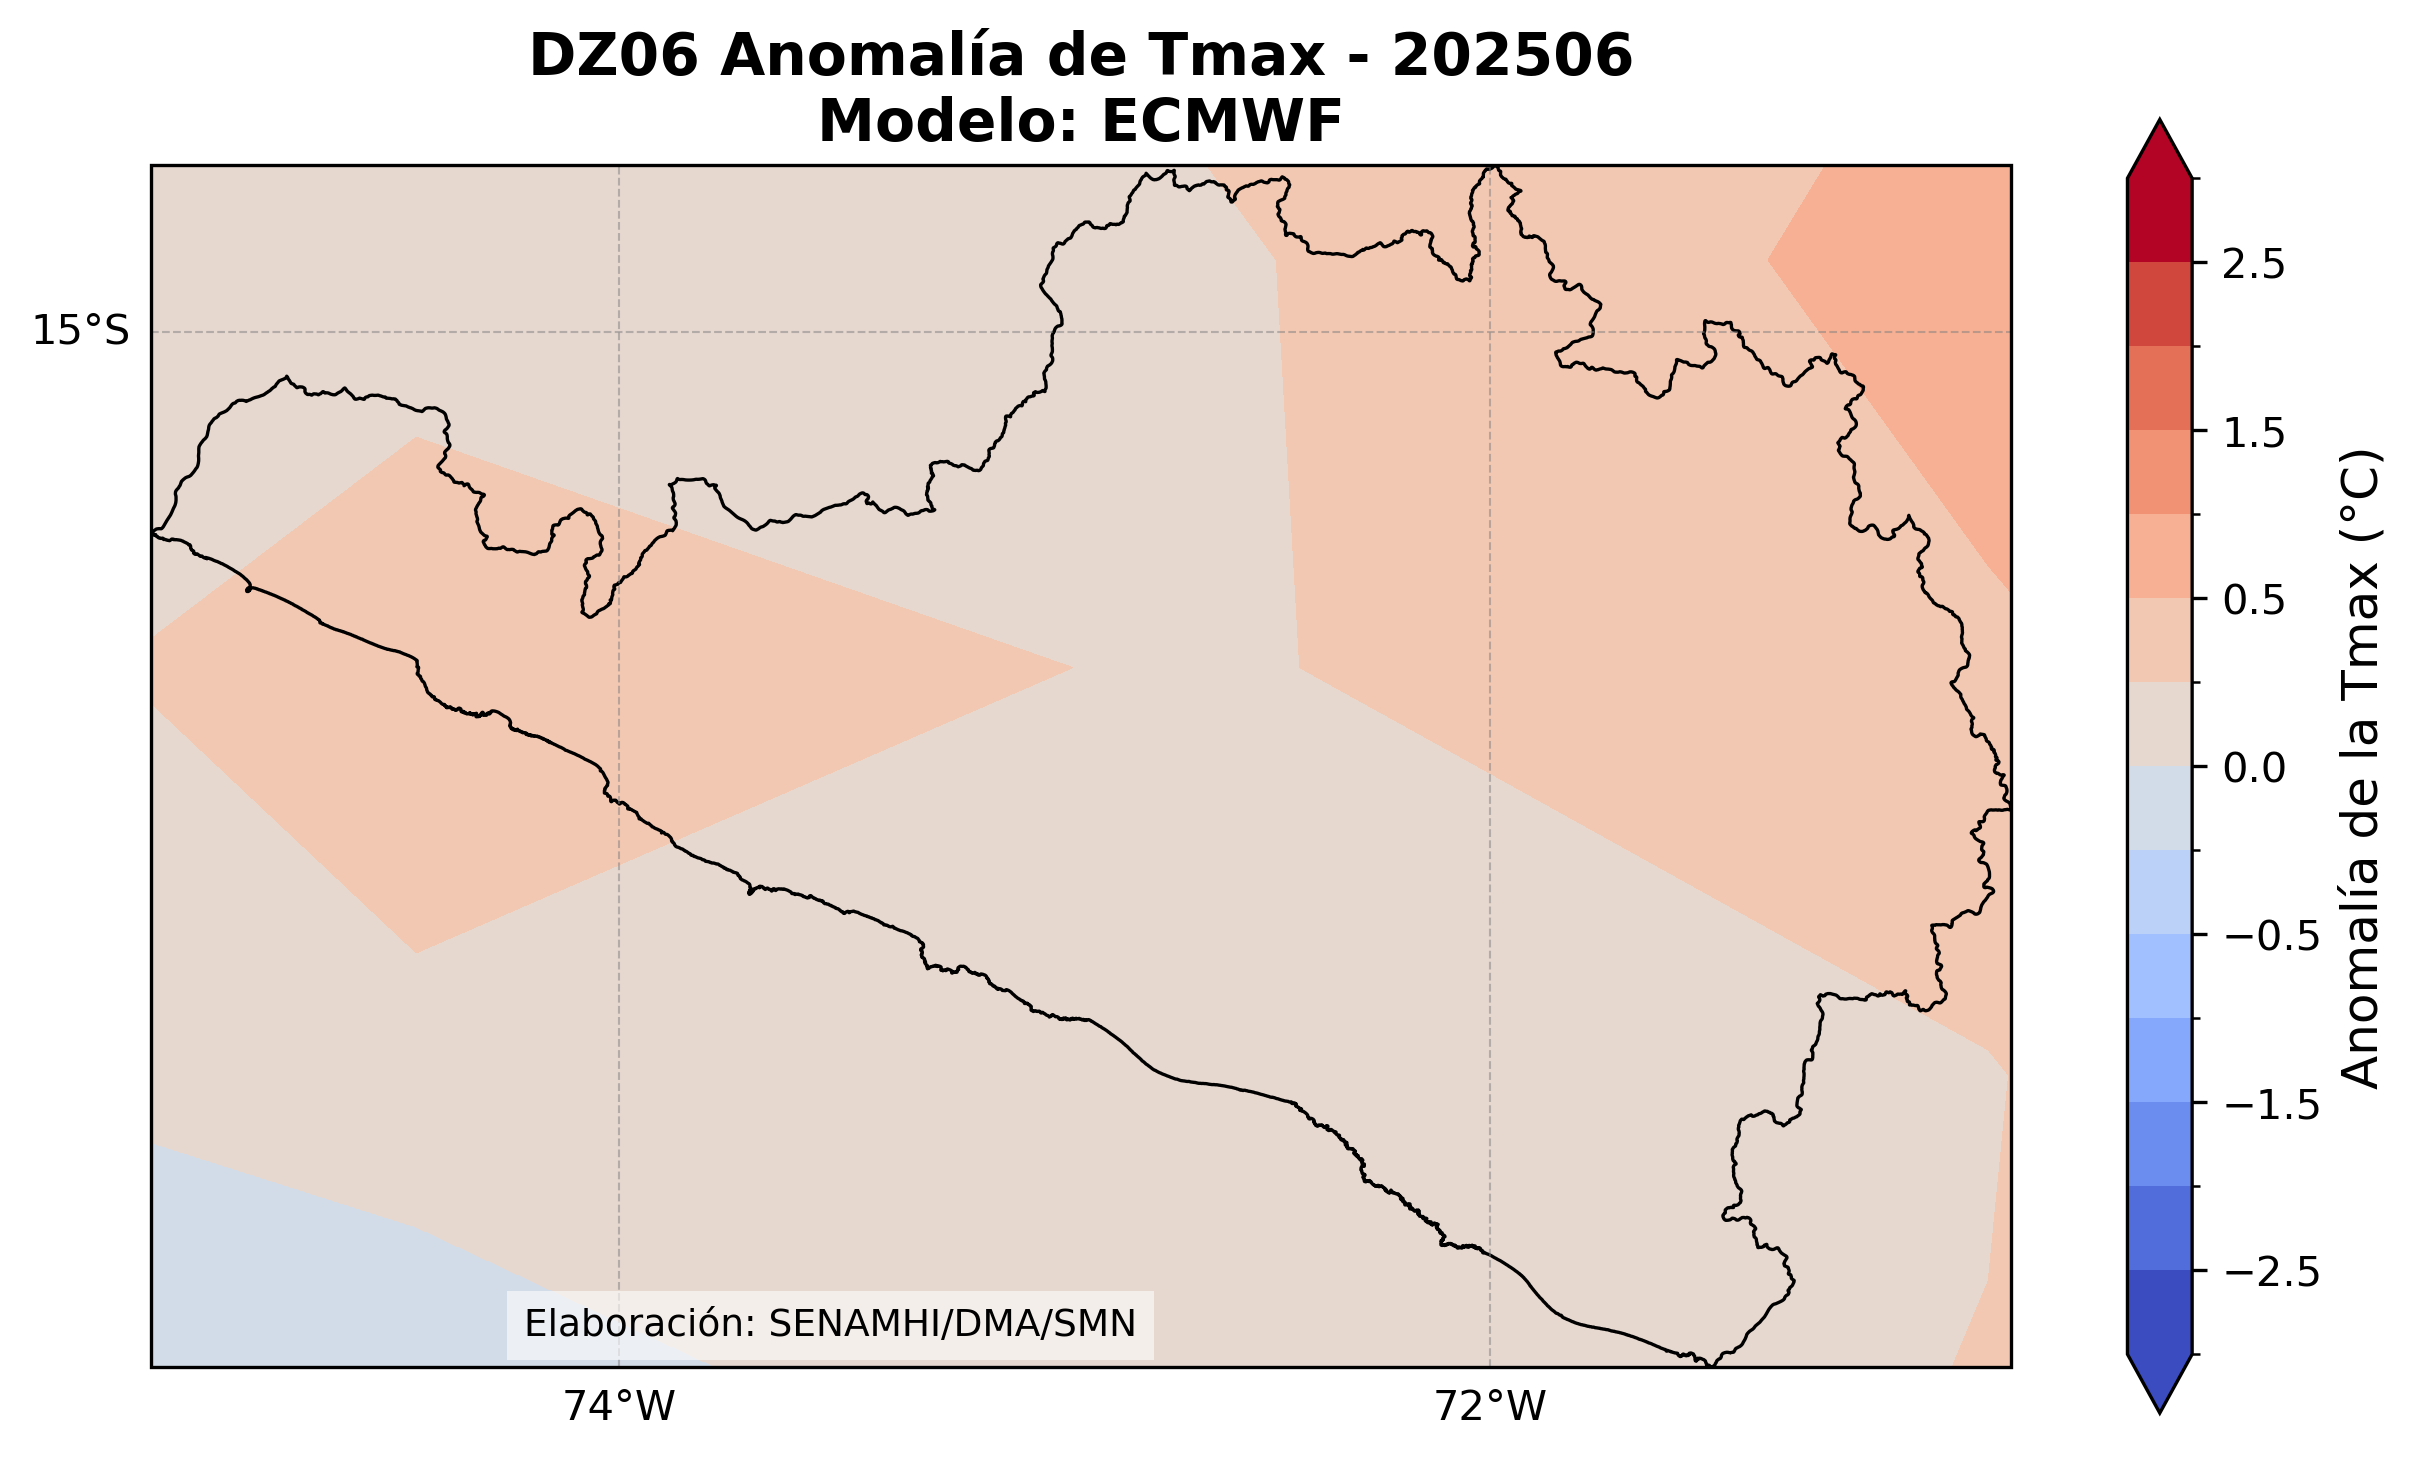 DZ06 Anomalía de Tmax - 202506
Modelo: ECMWF
15°S
74°W
72°W
Elaboración: SENAMHI/DMA/SMN
2.5
1.5
0.5
0.0
−0.5
−1.5
−2.5
Anomalía de la Tmax (°C)